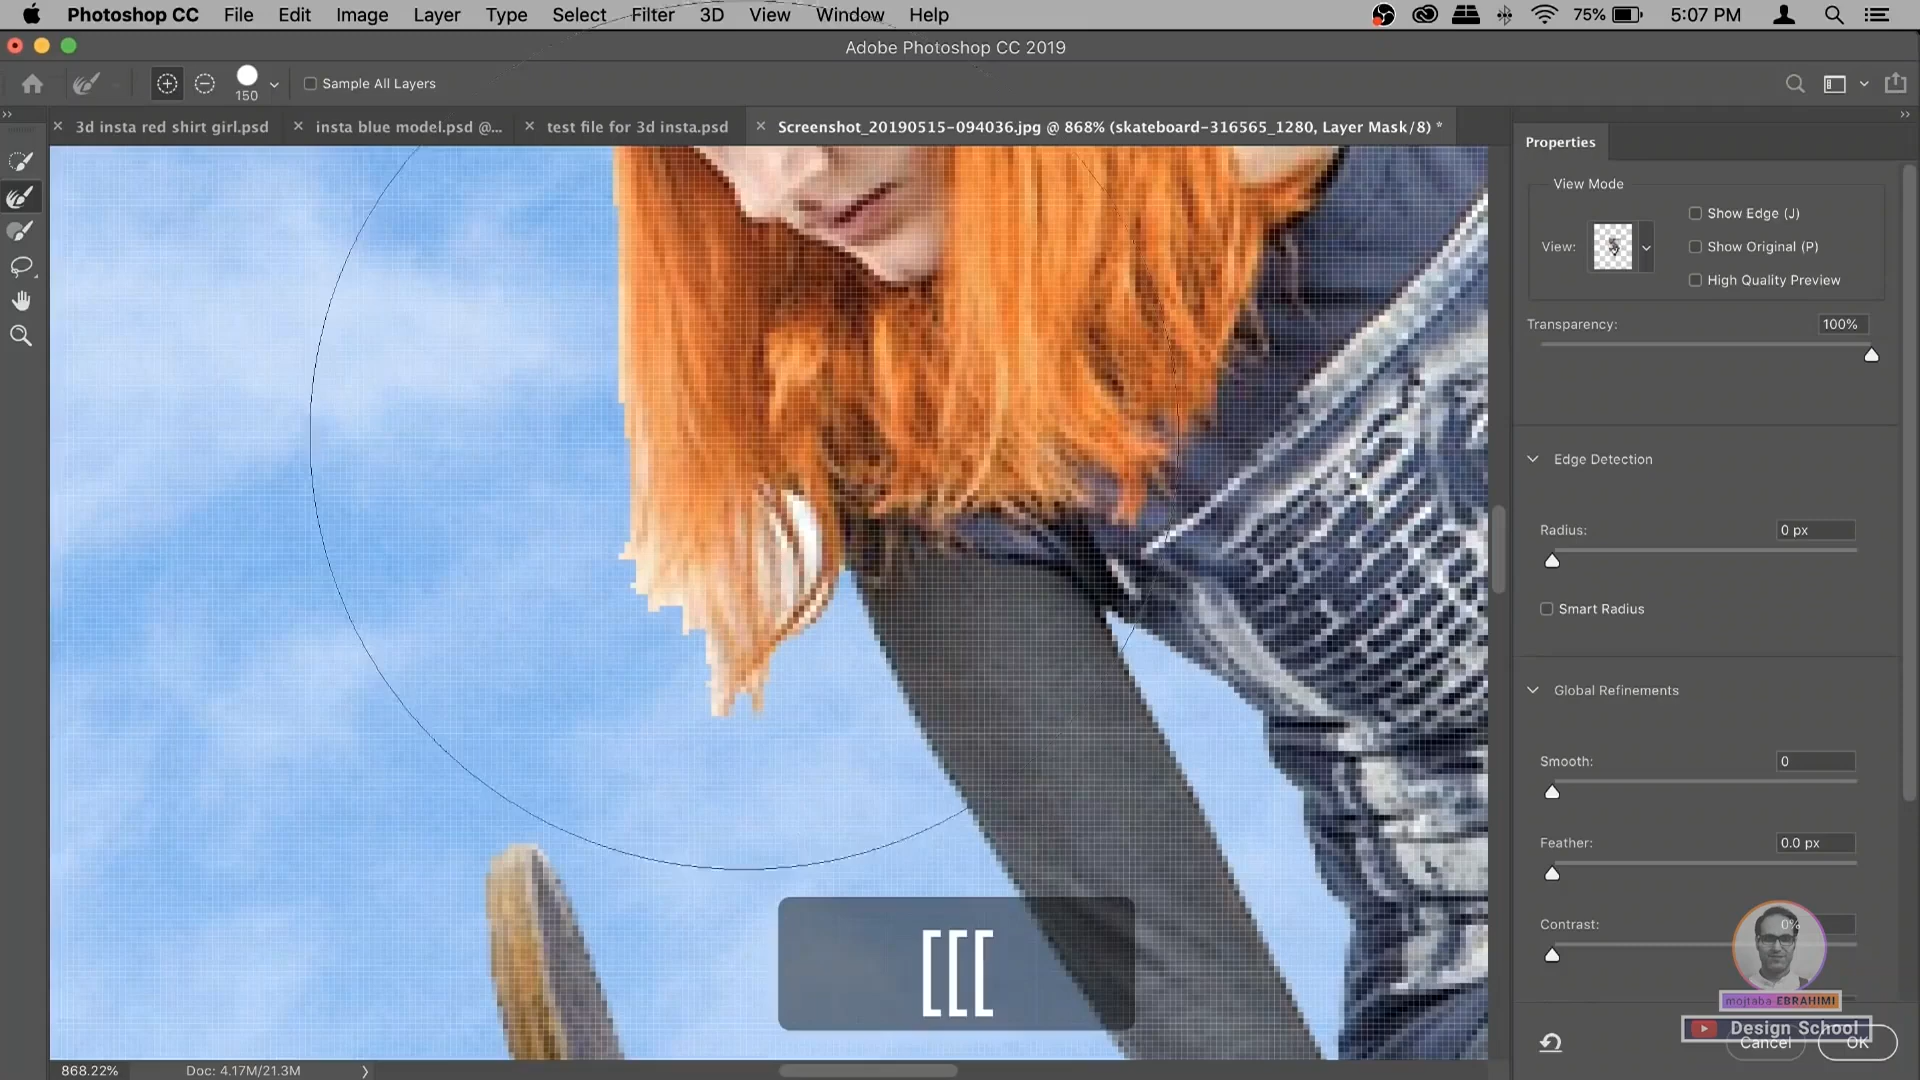 Photoshop CC File Edit Image Layer Type Select Filter 3D View Window Help 75% 5:07 PM
Adobe Photoshop CC 2019
150 Sample All Layers
3d insta red shirt girl.psd insta blue model.psd @... test file for 3d insta.psd Screenshot_20190515-094036.jpg @ 868% (skateboard-316565_1280, Layer Mask/8) *
Properties
View Mode
Show Edge (J)
View: Show Original (P)
High Quality Preview
Transparency: 100%
Edge Detection
Radius: 0 px
Smart Radius
Global Refinements
Smooth: 0
Feather: 0.0 px
Contrast: 0%
[[[
mojtaba EBRAHIMI
Design School
Cancel OK
868.22% Doc: 4.17M/21.3M